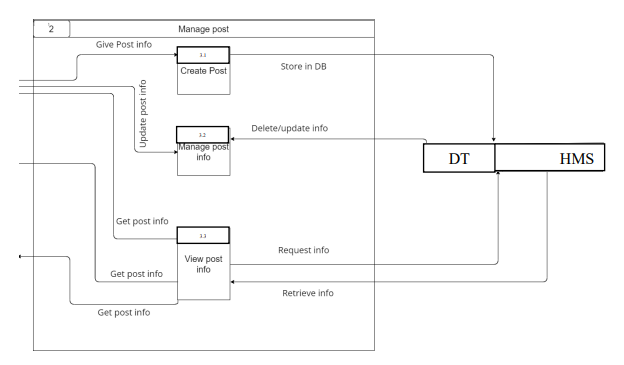 2
Manage post
Give Post info
3.1
Create Post
Store in DB
Update post info
3.2
Manage post
info
Delete/update info
DT
HMS
Get post info
3.3
View post
info
Request info
Get post info
Retrieve info
Get post info